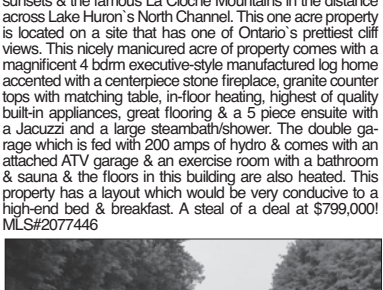 sunsets & the famous La Cloche Mountains in the distance
across Lake Huron`s North Channel. This one acre property
is located on a site that has one of Ontario`s prettiest cliff
views. This nicely manicured acre of property comes with a
magnificent 4 bdrm executive-style manufactured log home
accented with a centerpiece stone fireplace, granite counter
tops with matching table, in-floor heating, highest of quality
built-in appliances, great flooring & a 5 piece ensuite with
a Jacuzzi and a large steambath/shower. The double ga-
rage which is fed with 200 amps of hydro & comes with an
attached ATV garage & an exercise room with a bathroom
& sauna & the floors in this building are also heated. This
property has a layout which would be very conducive to a
high-end bed & breakfast. A steal of a deal at $799,000!
MLS#2077446